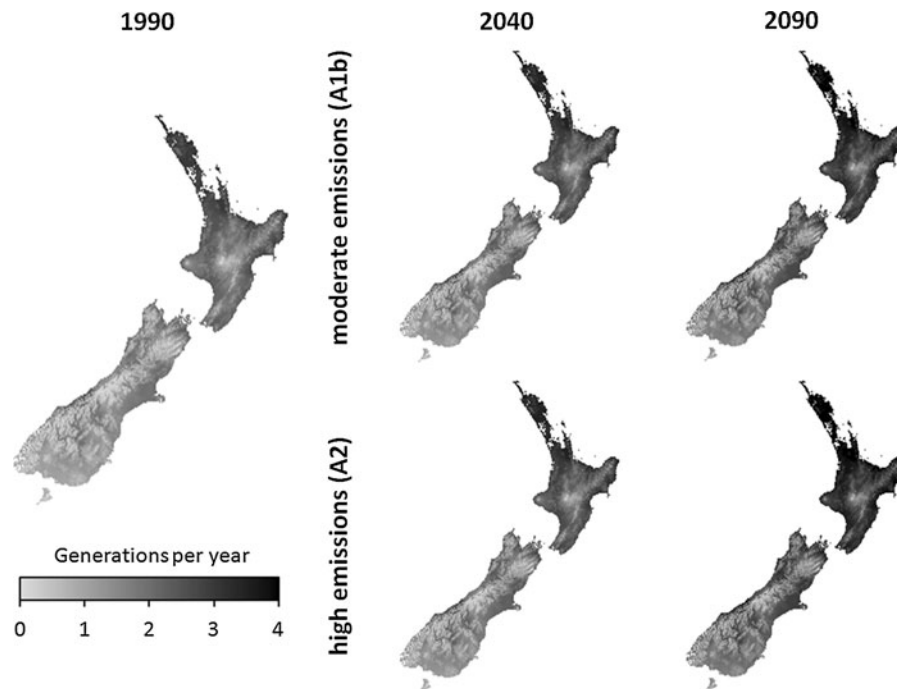 1990
2040
2090
moderate emissions (A1b)
high emissions (A2)
Generations per year
0 1 2 3 4